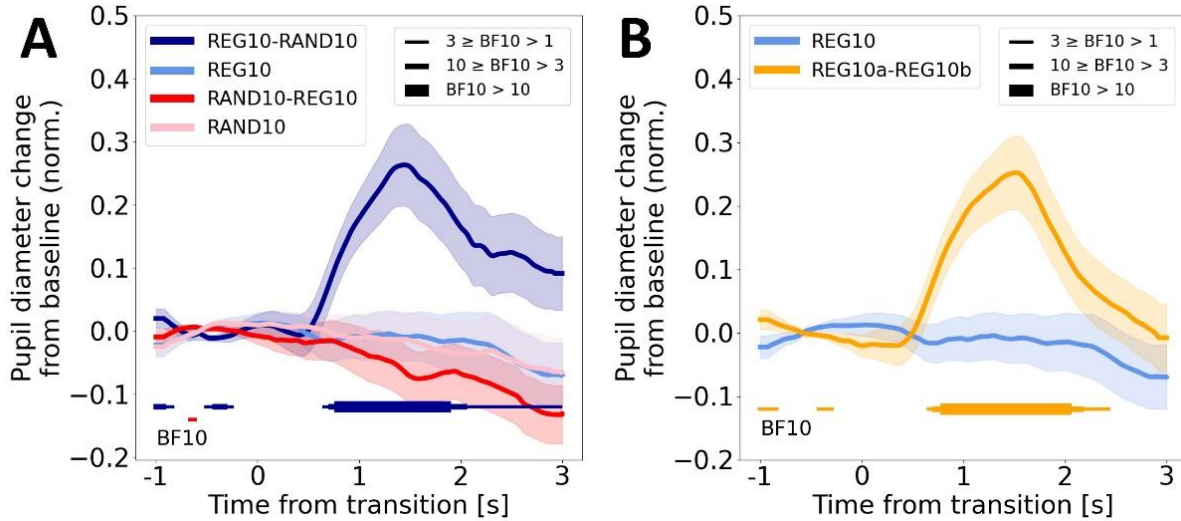 A
Pupil diameter change
from baseline (norm.)
0.5
0.4
0.3
0.2
0.1
0.0
−0.1
−0.2
REG10-RAND10
REG10
RAND10-REG10
RAND10
3 ≥ BF10 > 1
10 ≥ BF10 > 3
BF10 > 10
BF10
-1 0 1 2 3
Time from transition [s]
B
Pupil diameter change
from baseline (norm.)
0.5
0.4
0.3
0.2
0.1
0.0
−0.1
−0.2
REG10
REG10a-REG10b
3 ≥ BF10 > 1
10 ≥ BF10 > 3
BF10 > 10
BF10
-1 0 1 2 3
Time from transition [s]